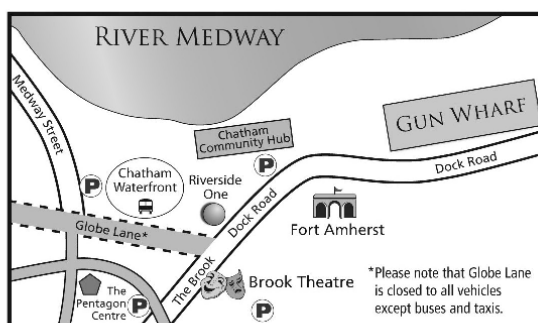 RIVER MEDWAY
Medway Street
GUN WHARF
Chatham
Community Hub
P
Dock Road
P
Chatham
Waterfront
Riverside
One
Dock Road
Fort Amherst
Globe Lane*
The Brook
Brook Theatre
The
Pentagon
Centre
P
P
*Please note that Globe Lane
is closed to all vehicles
except buses and taxis.